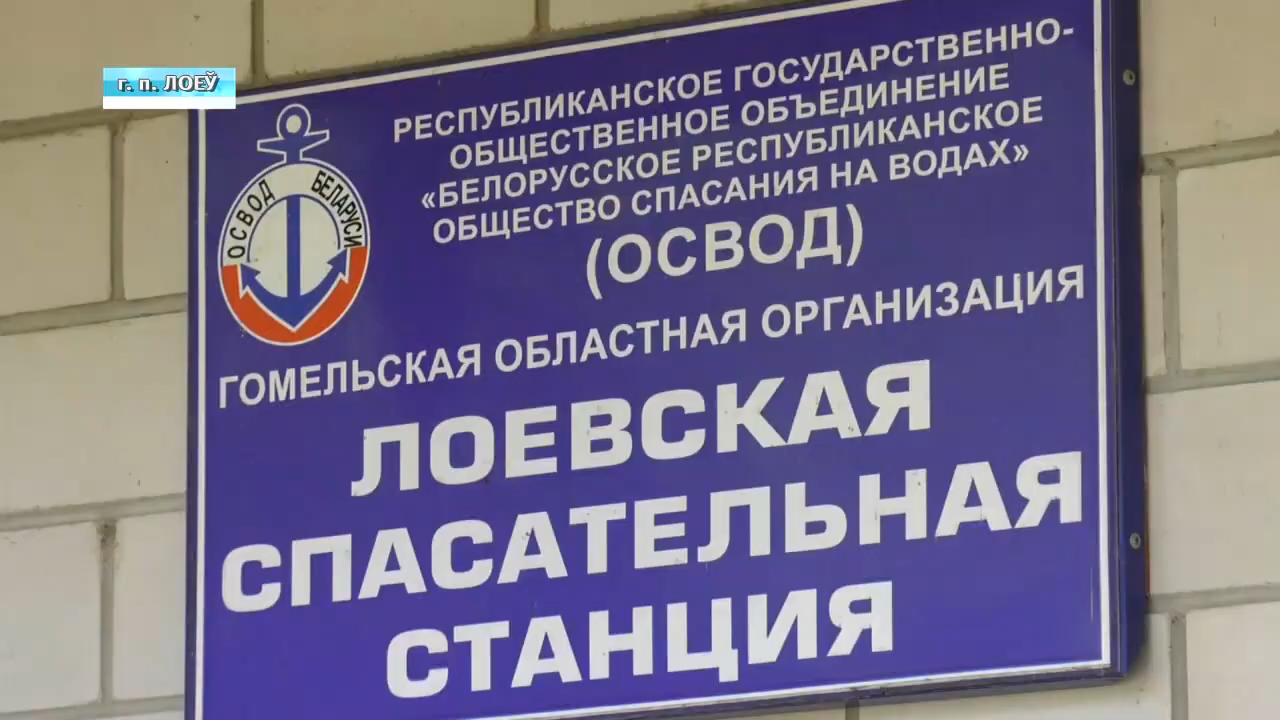 г. п. ЛОЕЎ
РЕСПУБЛИКАНСКОЕ ГОСУДАРСТВЕННО-
ОБЩЕСТВЕННОЕ ОБЪЕДИНЕНИЕ
«БЕЛОРУССКОЕ РЕСПУБЛИКАНСКОЕ
ОБЩЕСТВО СПАСАНИЯ НА ВОДАХ»
(ОСВОД)
ОСВОД БЕЛАРУСИ
ГОМЕЛЬСКАЯ ОБЛАСТНАЯ ОРГАНИЗАЦИЯ
ЛОЕВСКАЯ
СПАСАТЕЛЬНАЯ
СТАНЦИЯ